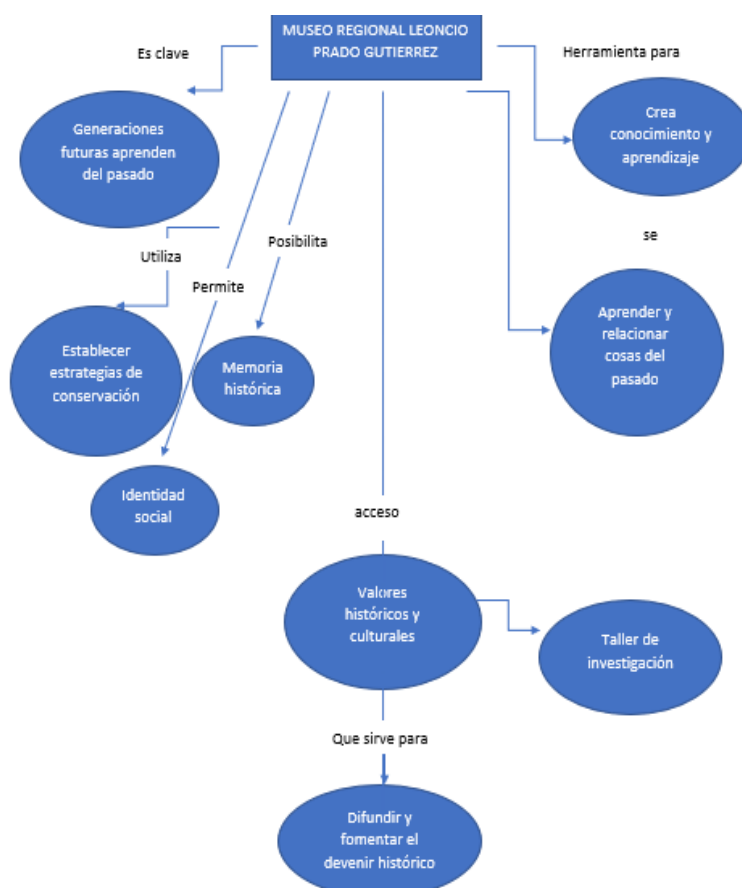 MUSEO REGIONAL LEONCIO
PRADO GUTIERREZ
Es clave
Herramienta para
Generaciones
futuras aprenden
del pasado
Crea
conocimiento y
aprendizaje
se
Utiliza
Posibilita
Permite
Establecer
estrategias de
conservación
Memoria
histórica
Aprender y
relacionar
cosas del
pasado
Identidad
social
acceso
Valores
históricos y
culturales
Taller de
investigación
Que sirve para
Difundir y
fomentar el
devenir histórico